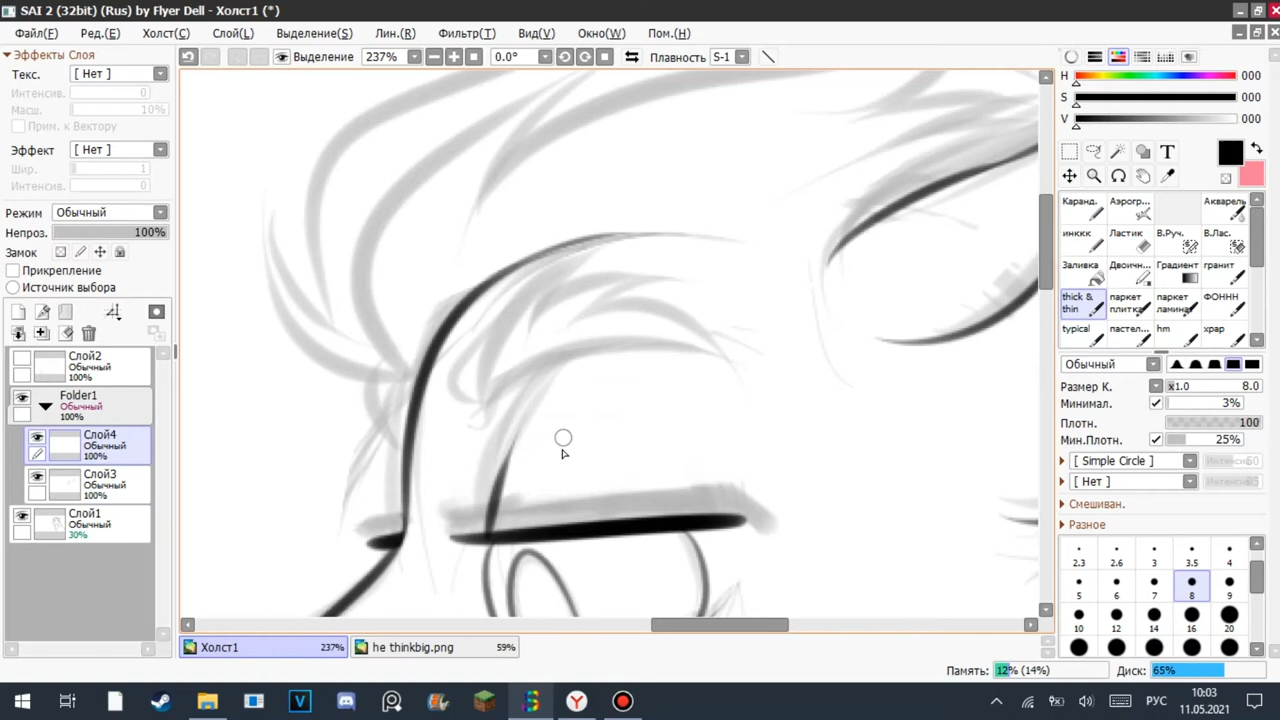 SAI 2 (32bit) (Rus) by Flyer Dell - Холст1 (*)
Файл(F) Ред.(E) Холст(C) Слой(L) Выделение(S) Лин.(R) Фильтр(T) Вид(V) Окно(W) Пом.(H)
Эффекты Слоя
Выделение 237% 0.0° Плавность S-1
Текс. [ Нет ]
Интенсив. 0
Масш. 10%
Прим. к Вектору
Эффект [ Нет ]
Шир. 1
Интенсив.
Режим Обычный
Непроз. 100%
Замок
Прикрепление
Источник выбора
Слой2
Обычный
100%
Folder1
Обычный
100%
Слой4
Обычный
100%
Слой3
Обычный
100%
Слой1
Обычный
30%
H 000
S 000
V 000
T
Каранд. Аэрогр... Акварель
инккк Ластик В.Руч. В.Лас.
Заливка Двоичн... Градиент гранит
thick & thin паркет плитка паркет ламина ФОННН
typical пастел... hm храр
Обычный
Размер К. x1.0 8.0
Минимал. 3%
Плотн. 100
Мин.Плотн. 25%
[ Simple Circle ] Интенсив
[ Нет ] Интенсив
Смешиван.
Разное
2.3 2.6 3 3.5 4
5 6 7 8 9
10 12 14 16 20
Холст1 237% he thinkbig.png 59%
Память: 12% (14%) Диск: 65%
РУС
10:03
11.05.2021